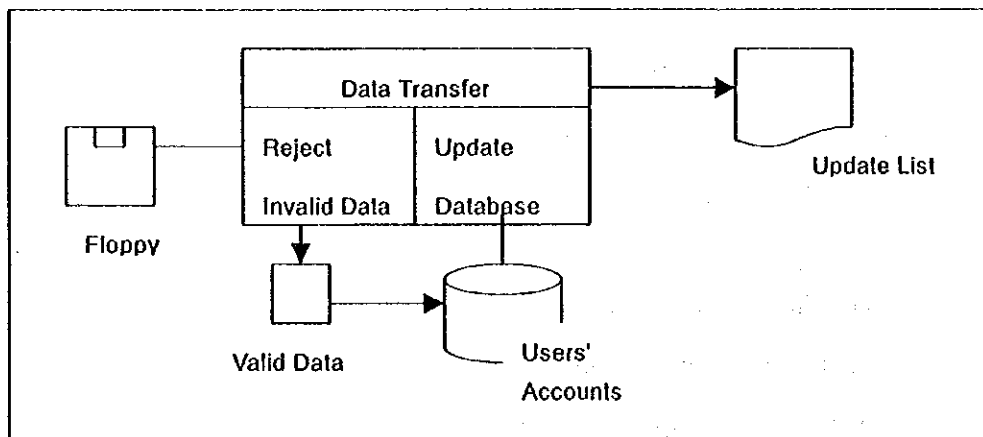 Data Transfer
Reject
Invalid Data
Update
Database
Update List
Floppy
Valid Data
Users'
Accounts